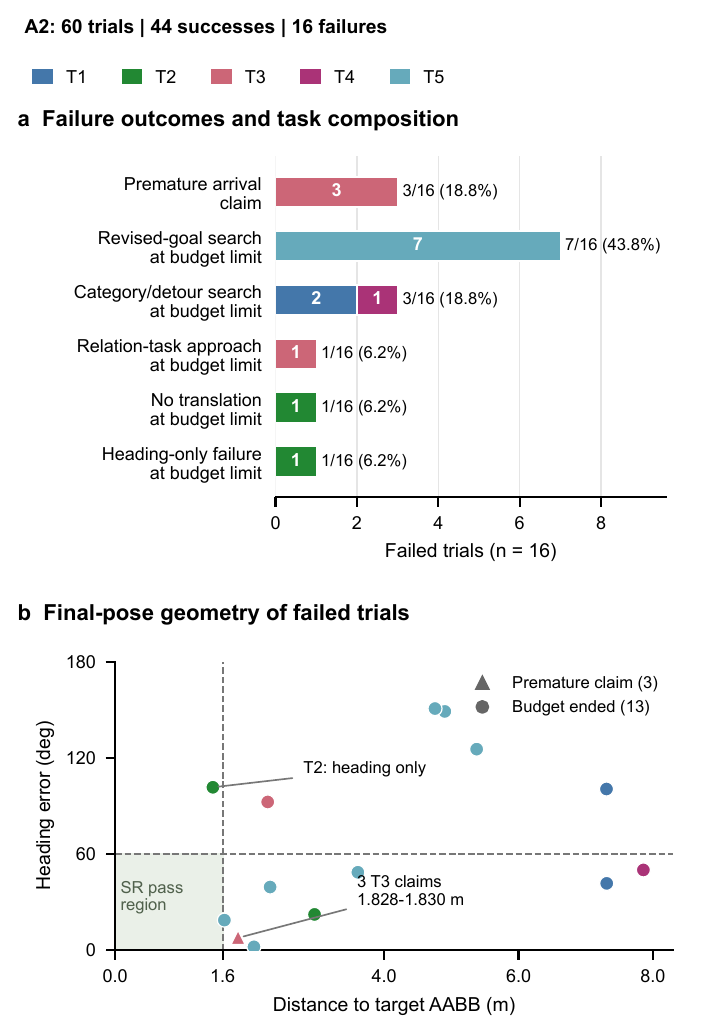 A2: 60 trials | 44 successes | 16 failures
T1 T2 T3 T4 T5
a Failure outcomes and task composition
Premature arrival
claim
3
3/16 (18.8%)
Revised-goal search
at budget limit
7
7/16 (43.8%)
Category/detour search
at budget limit
2
1
3/16 (18.8%)
Relation-task approach
at budget limit
1
1/16 (6.2%)
No translation
at budget limit
1
1/16 (6.2%)
Heading-only failure
at budget limit
1
1/16 (6.2%)
0 2 4 6 8
Failed trials (n = 16)
b Final-pose geometry of failed trials
Heading error (deg)
180
120
60
0
Premature claim (3)
Budget ended (13)
T2: heading only
3 T3 claims
1.828-1.830 m
SR pass
region
0.0 1.6 4.0 6.0 8.0
Distance to target AABB (m)